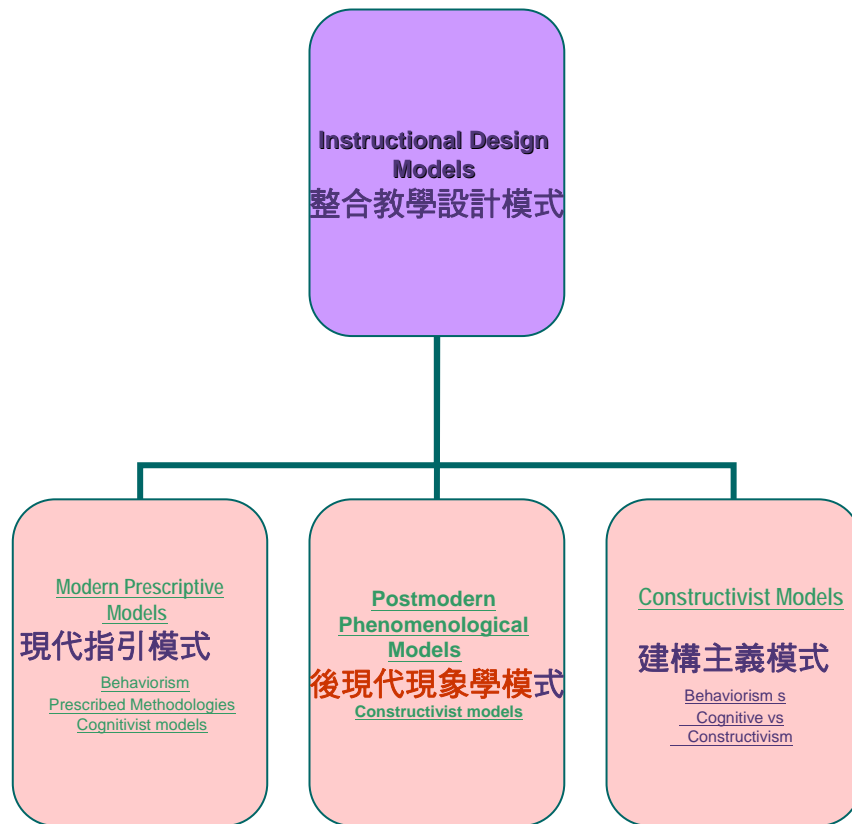 Instructional Design
Models
整合教學設計模式
Modern Prescriptive
Models
現代指引模式
Behaviorism
Prescribed Methodologies
Cognitivist models
Postmodern
Phenomenological
Models
後現代現象學模式
Constructivist models
Constructivist Models
建構主義模式
Behaviorism s
Cognitive vs
Constructivism